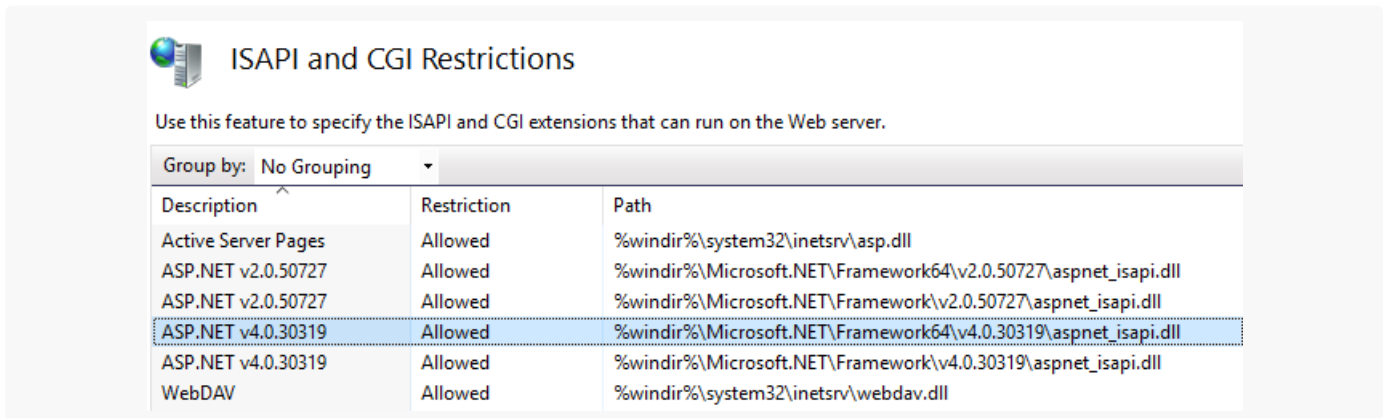 ISAPI and CGI Restrictions
Use this feature to specify the ISAPI and CGI extensions that can run on the Web server.
Group by: No Grouping
Description Restriction Path
Active Server Pages Allowed %windir%\system32\inetsrv\asp.dll
ASP.NET v2.0.50727 Allowed %windir%\Microsoft.NET\Framework64\v2.0.50727\aspnet_isapi.dll
ASP.NET v2.0.50727 Allowed %windir%\Microsoft.NET\Framework\v2.0.50727\aspnet_isapi.dll
ASP.NET v4.0.30319 Allowed %windir%\Microsoft.NET\Framework64\v4.0.30319\aspnet_isapi.dll
ASP.NET v4.0.30319 Allowed %windir%\Microsoft.NET\Framework\v4.0.30319\aspnet_isapi.dll
WebDAV Allowed %windir%\system32\inetsrv\webdav.dll